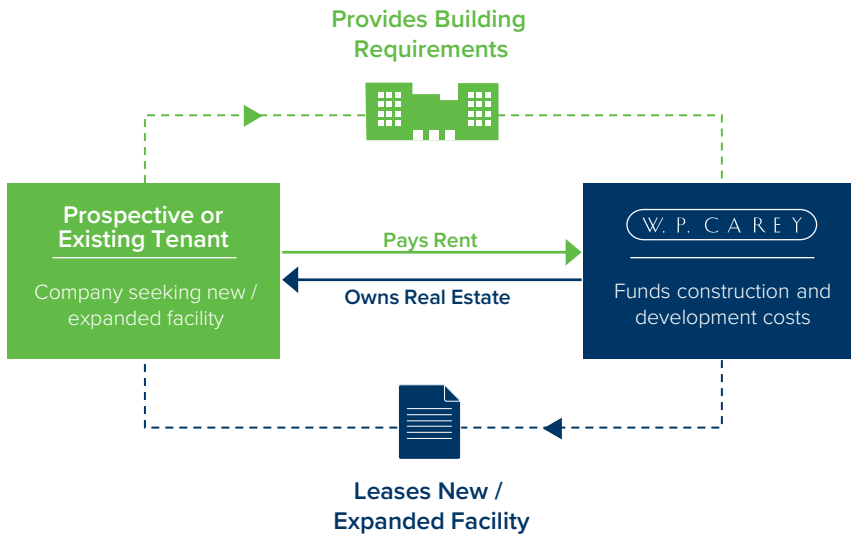 Provides Building
Requirements
Prospective or
Existing Tenant
Company seeking new /
expanded facility
Pays Rent
Owns Real Estate
W. P. CAREY
Funds construction and
development costs
Leases New /
Expanded Facility